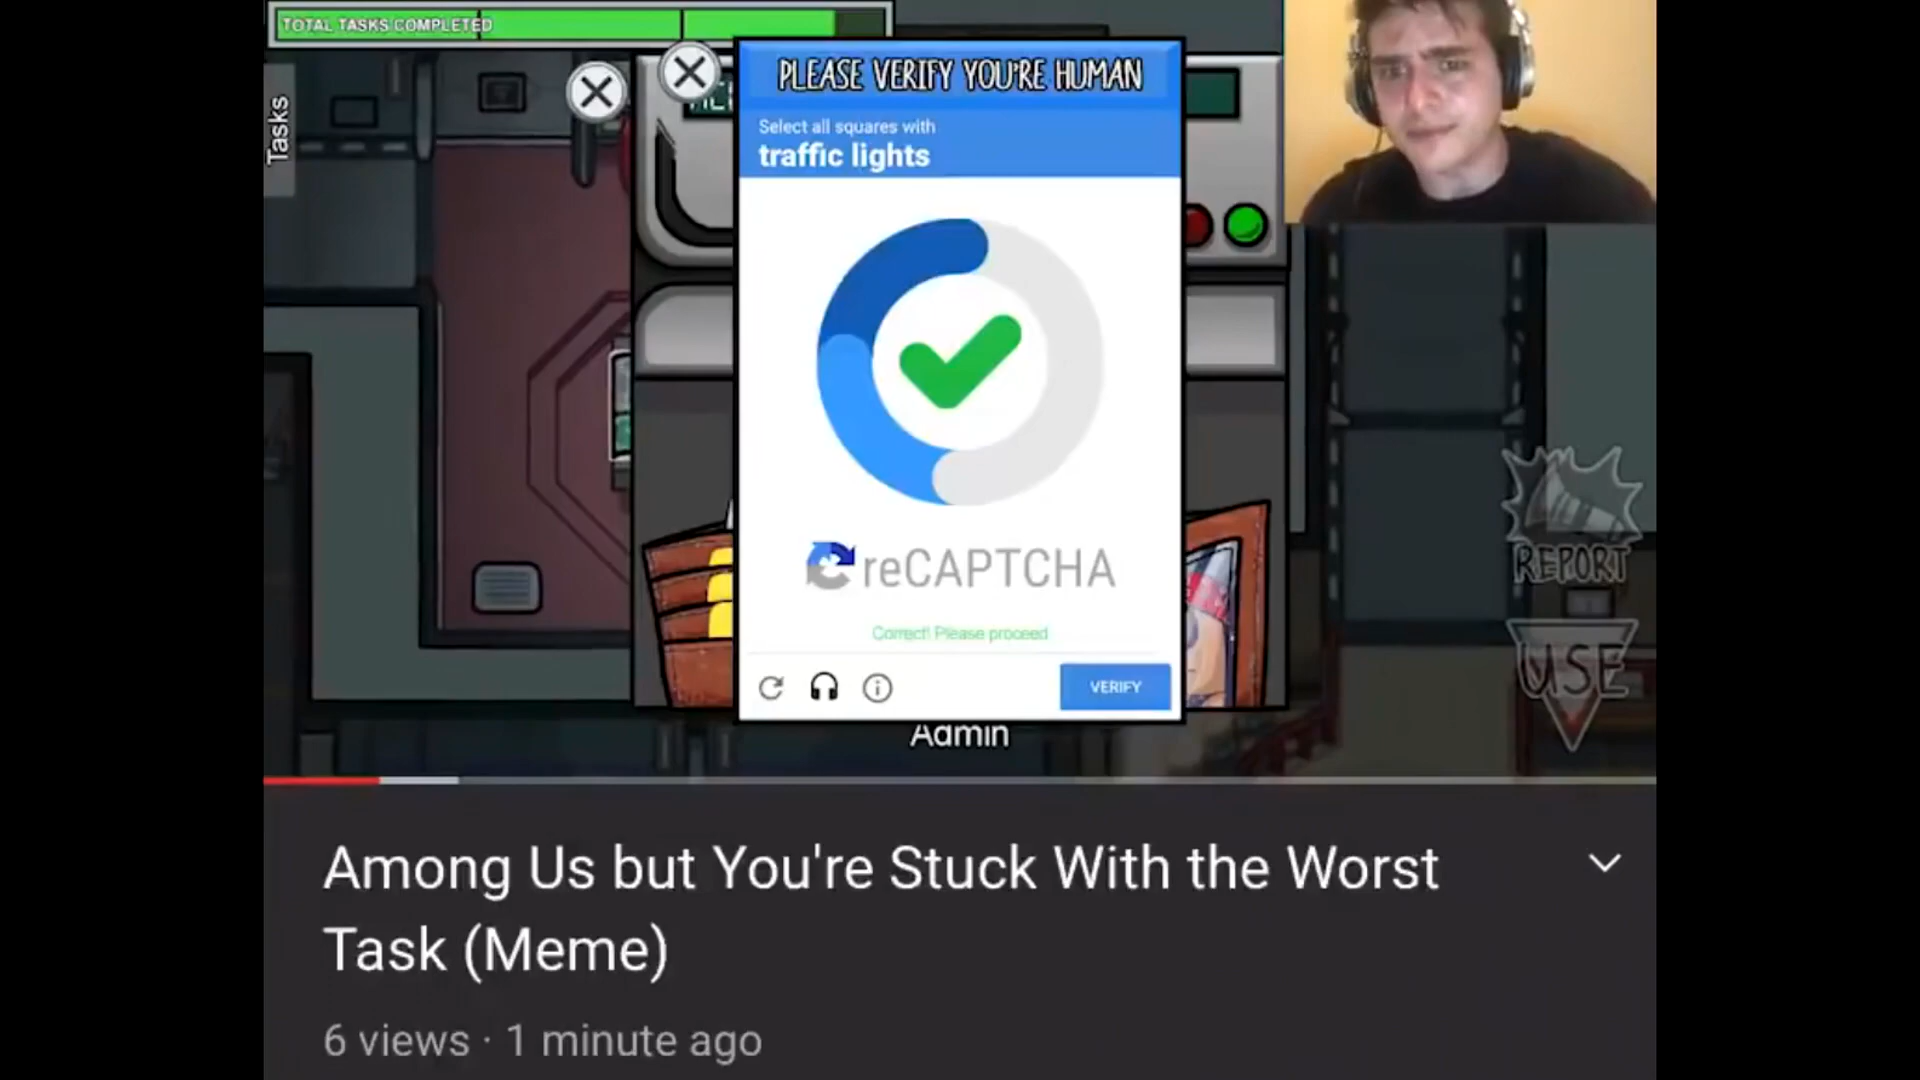 TOTAL TASKS COMPLETED
Tasks
PLEASE VERIFY YOU'RE HUMAN
Select all squares with
traffic lights
reCAPTCHA
Correct! Please proceed
VERIFY
REPORT
USE
Admin
Among Us but You're Stuck With the Worst
Task (Meme)
6 views · 1 minute ago